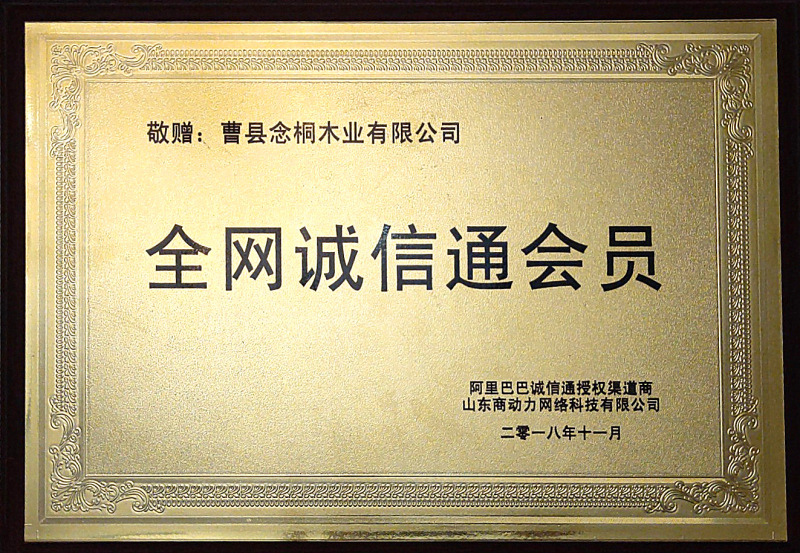 敬赠：曹县念桐木业有限公司
全网诚信通会员
阿里巴巴诚信通授权渠道商
山东商动力网络科技有限公司
二零一八年十一月